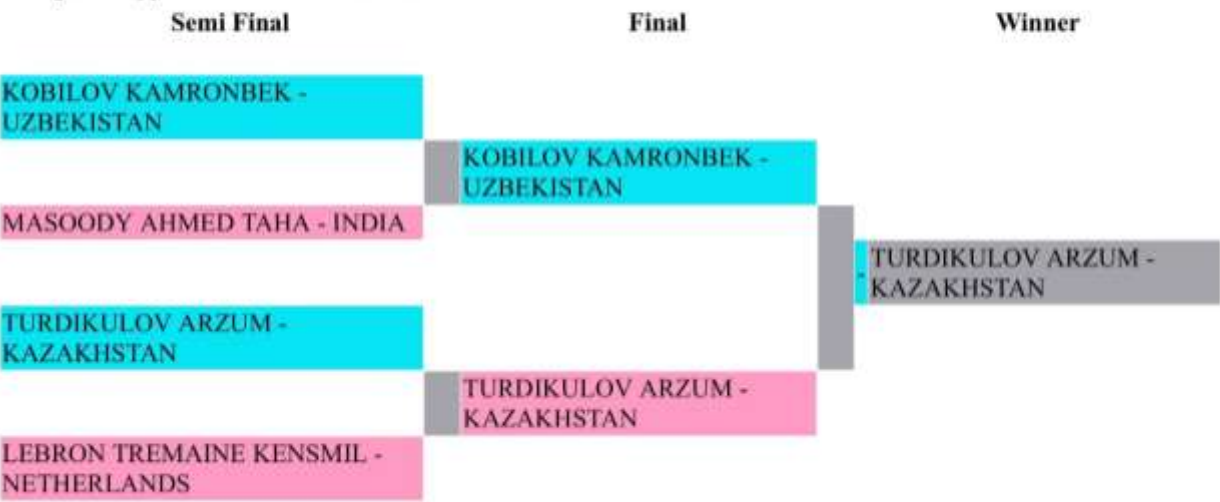 Semi Final
Final
Winner
KOBILOV KAMRONBEK -
UZBEKISTAN
KOBILOV KAMRONBEK -
UZBEKISTAN
MASOODY AHMED TAHA - INDIA
- TURDIKULOV ARZUM -
KAZAKHSTAN
TURDIKULOV ARZUM -
KAZAKHSTAN
TURDIKULOV ARZUM -
KAZAKHSTAN
LEBRON TREMAINE KENSMIL -
NETHERLANDS